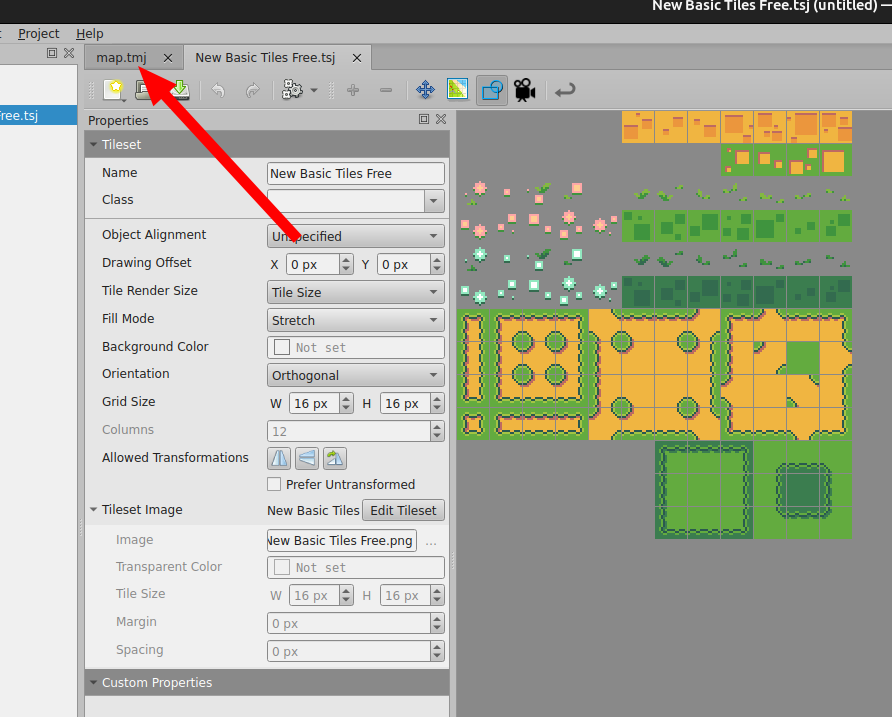 New Basic Tiles Free.tsj (untitled) —
Project Help
map.tmj New Basic Tiles Free.tsj
Free.tsj
Properties
Tileset
Name New Basic Tiles Free
Class
Object Alignment Unspecified
Drawing Offset X 0 px Y 0 px
Tile Render Size Tile Size
Fill Mode Stretch
Background Color Not set
Orientation Orthogonal
Grid Size W 16 px H 16 px
Columns 12
Allowed Transformations
Prefer Untransformed
Tileset Image New Basic Tiles Edit Tileset
Image New Basic Tiles Free.png ...
Transparent Color Not set
Tile Size W 16 px H 16 px
Margin 0 px
Spacing 0 px
Custom Properties